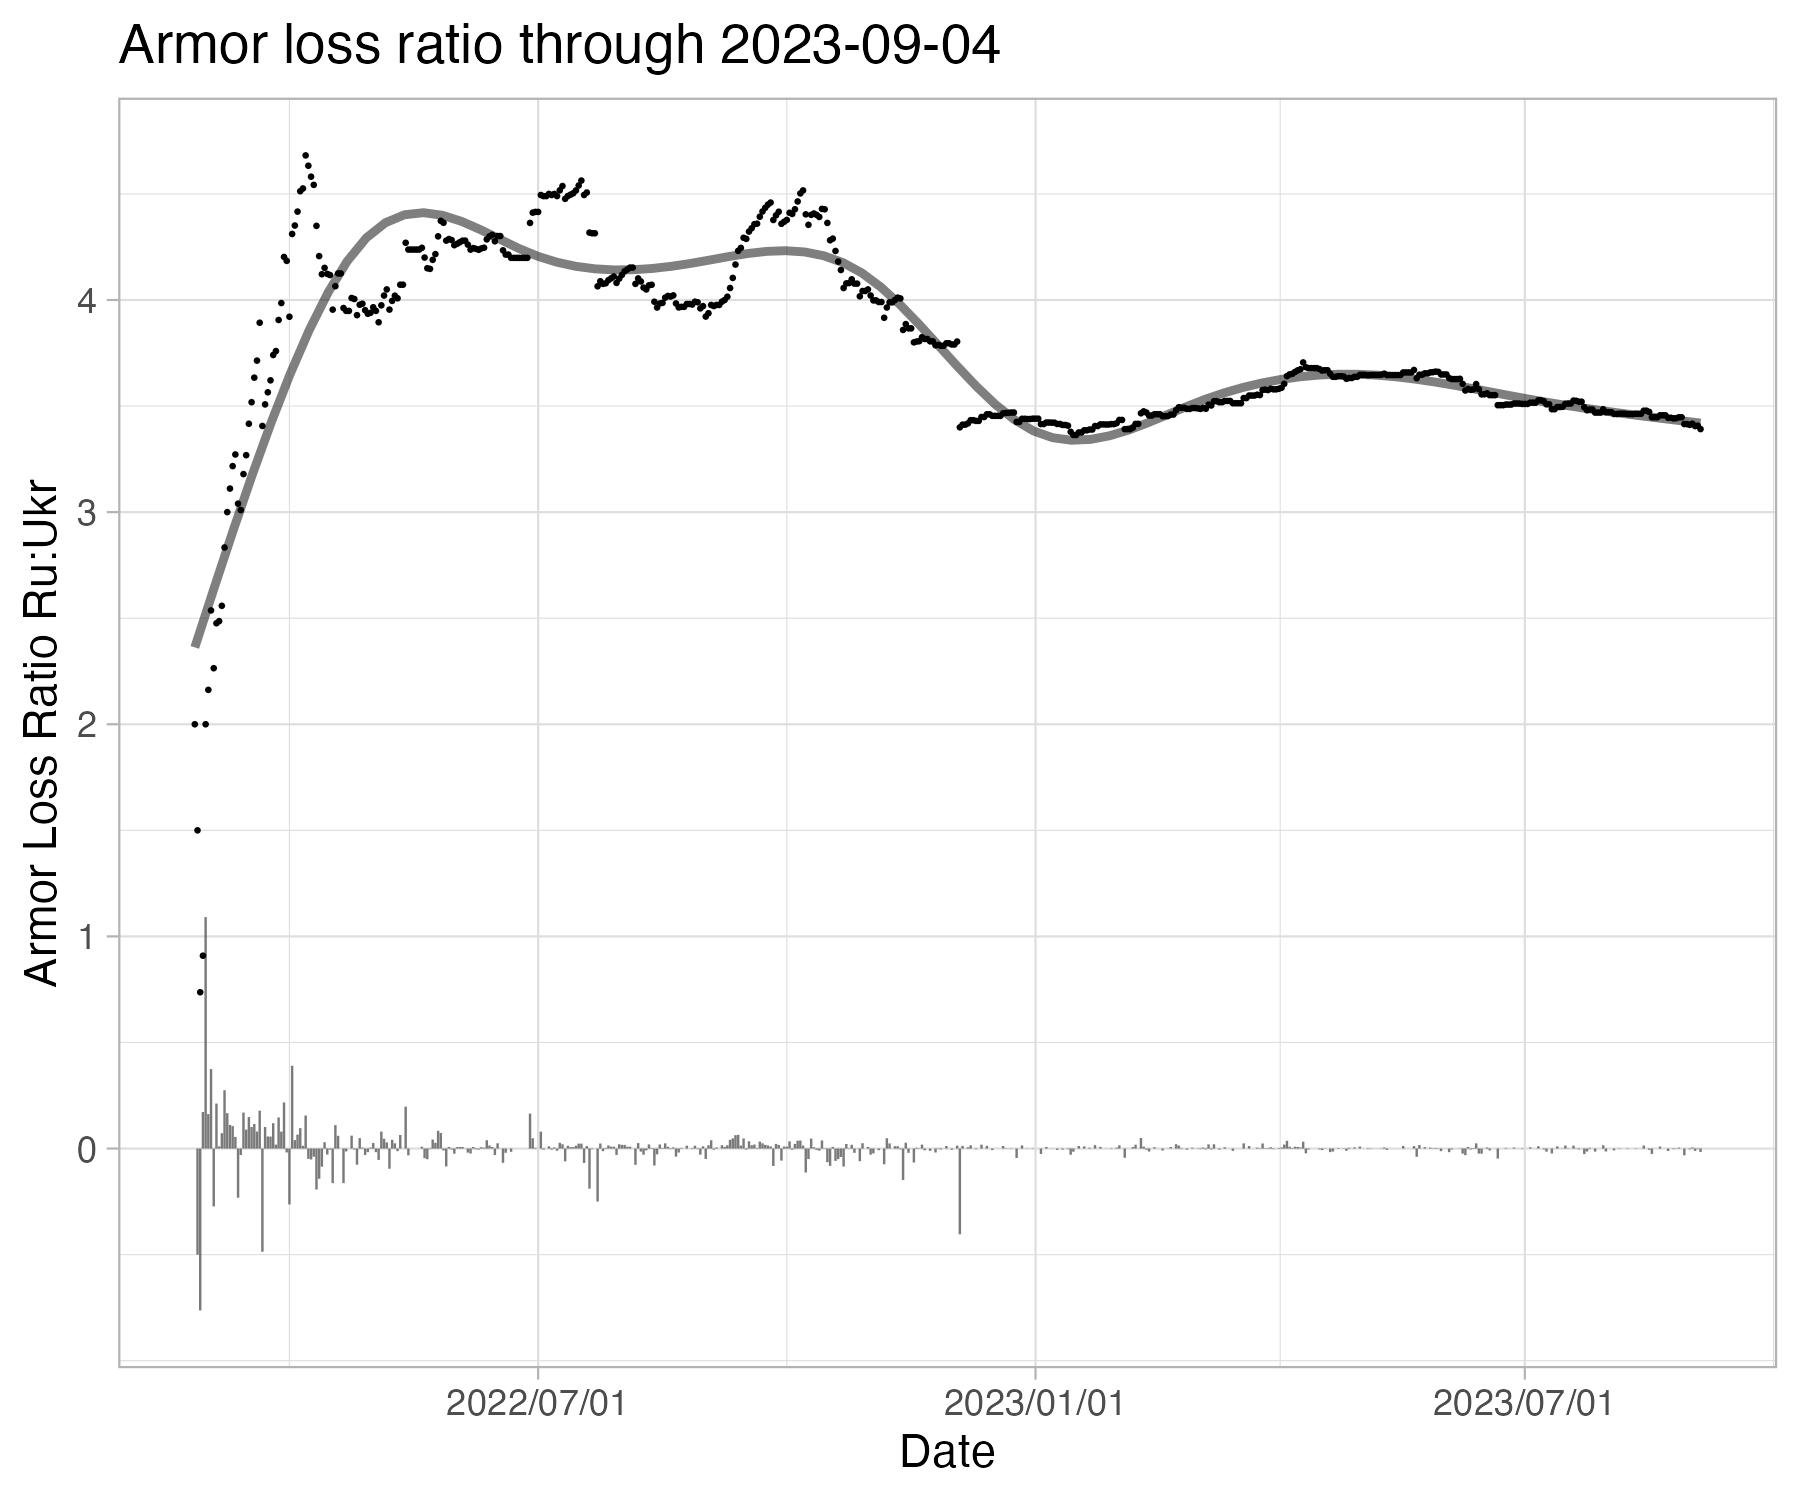 Armor loss ratio through 2023-09-04
Armor Loss Ratio Ru:Ukr
4
3
2
1
0
2022/07/01
2023/01/01
2023/07/01
Date